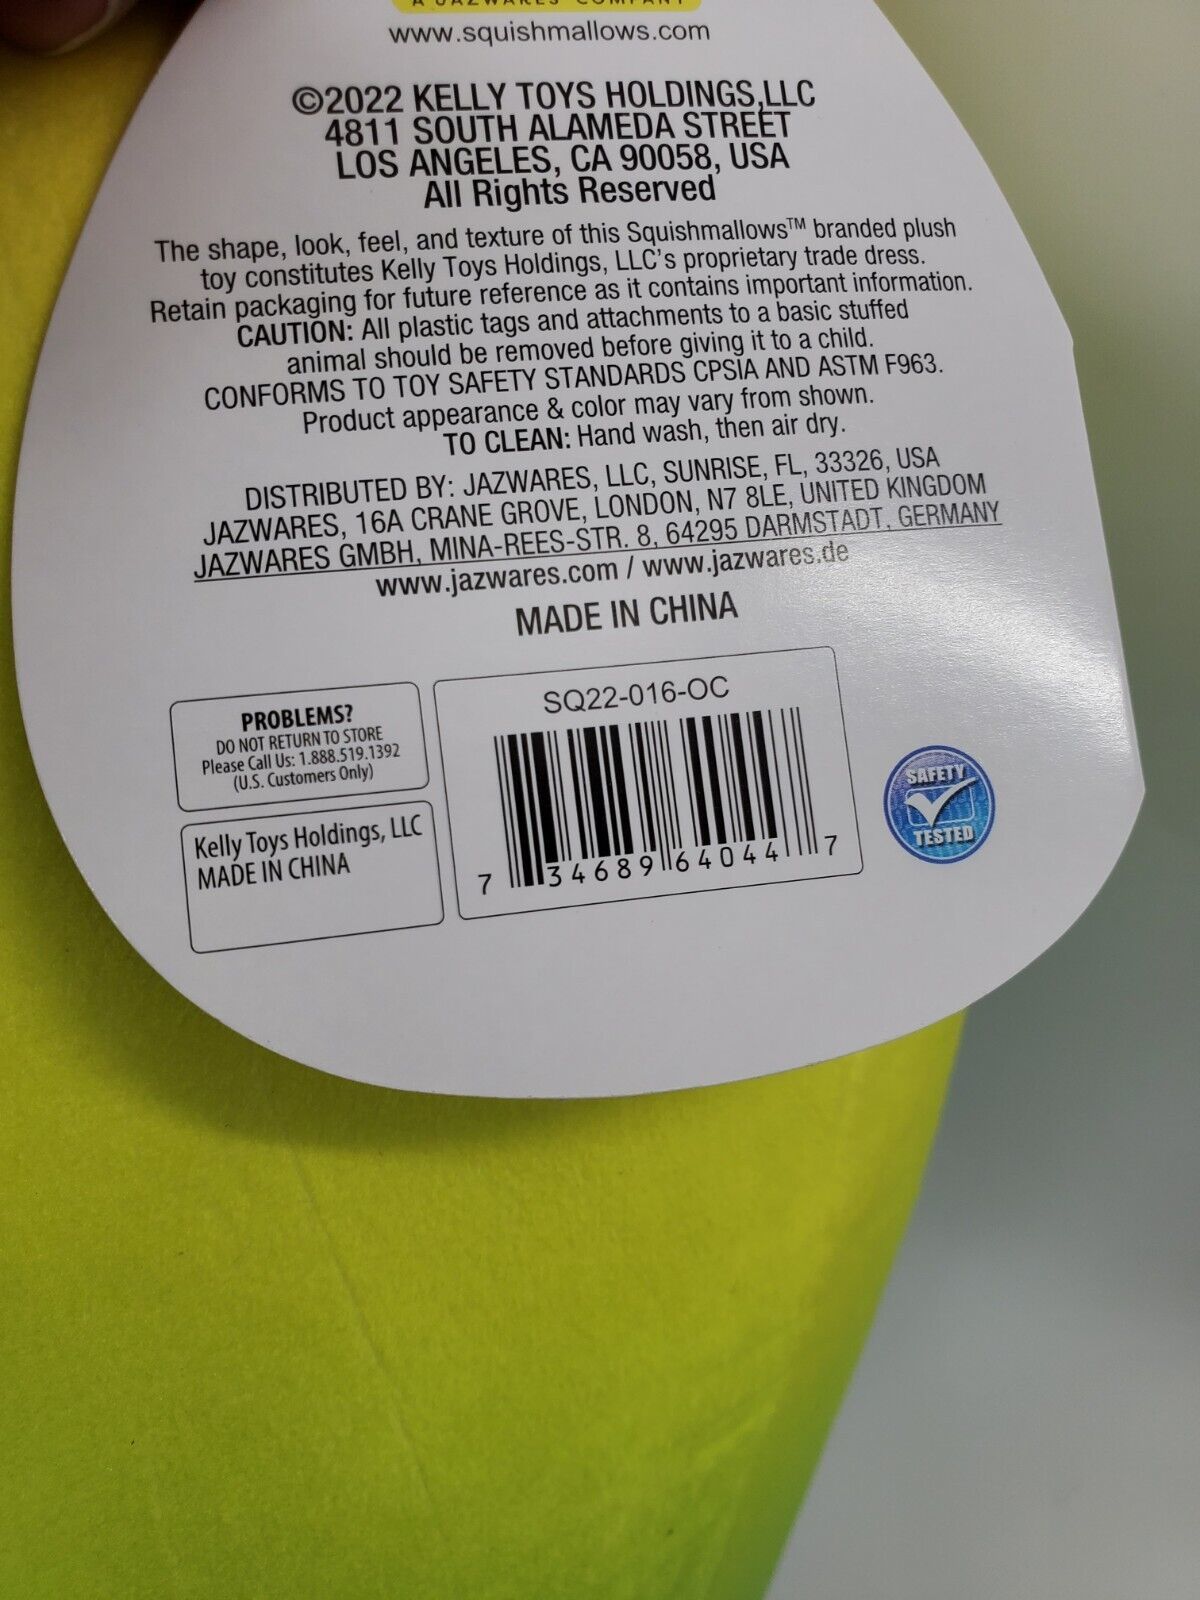 A JAZWARES COMPANY
www.squishmallows.com
©2022 KELLY TOYS HOLDINGS,LLC
4811 SOUTH ALAMEDA STREET
LOS ANGELES, CA 90058, USA
All Rights Reserved
The shape, look, feel, and texture of this Squishmallows™ branded plush
toy constitutes Kelly Toys Holdings, LLC's proprietary trade dress.
Retain packaging for future reference as it contains important information.
CAUTION: All plastic tags and attachments to a basic stuffed
animal should be removed before giving it to a child.
CONFORMS TO TOY SAFETY STANDARDS CPSIA AND ASTM F963.
Product appearance & color may vary from shown.
TO CLEAN: Hand wash, then air dry.
DISTRIBUTED BY: JAZWARES, LLC, SUNRISE, FL, 33326, USA
JAZWARES, 16A CRANE GROVE, LONDON, N7 8LE, UNITED KINGDOM
JAZWARES GMBH, MINA-REES-STR. 8, 64295 DARMSTADT, GERMANY
www.jazwares.com / www.jazwares.de
MADE IN CHINA
PROBLEMS?
DO NOT RETURN TO STORE
Please Call Us: 1.888.519.1392
(U.S. Customers Only)
Kelly Toys Holdings, LLC
MADE IN CHINA
SQ22-016-OC
7 34689 64044 7
SAFETY
TESTED